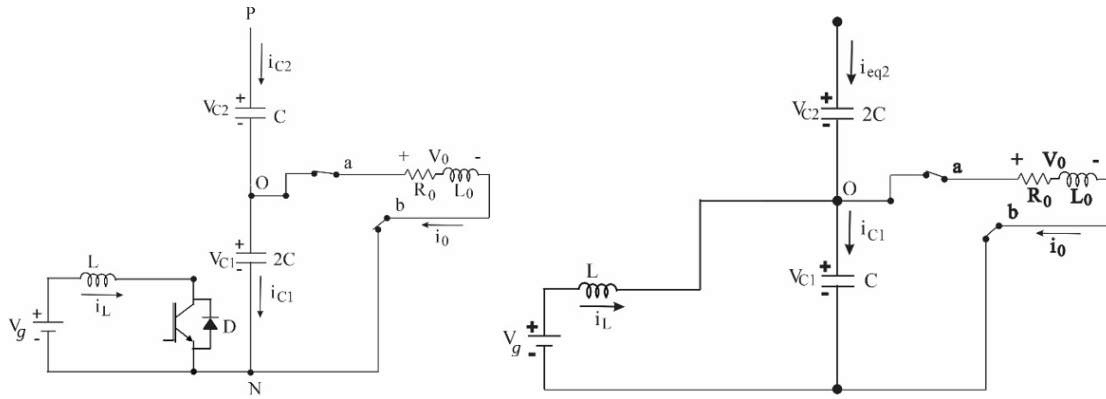 P
i_C2
+
V_C2
-
C
O
a
+ V_0 -
R_0 L_0
b
i_0
+
V_C1
-
2C
i_C1
L
i_L
+
V_g
-
D
N
i_eq2
+
V_C2
-
2C
O
a
+ V_0 -
R_0 L_0
b
i_0
i_C1
+
V_C1
-
C
L
i_L
+
V_g
-